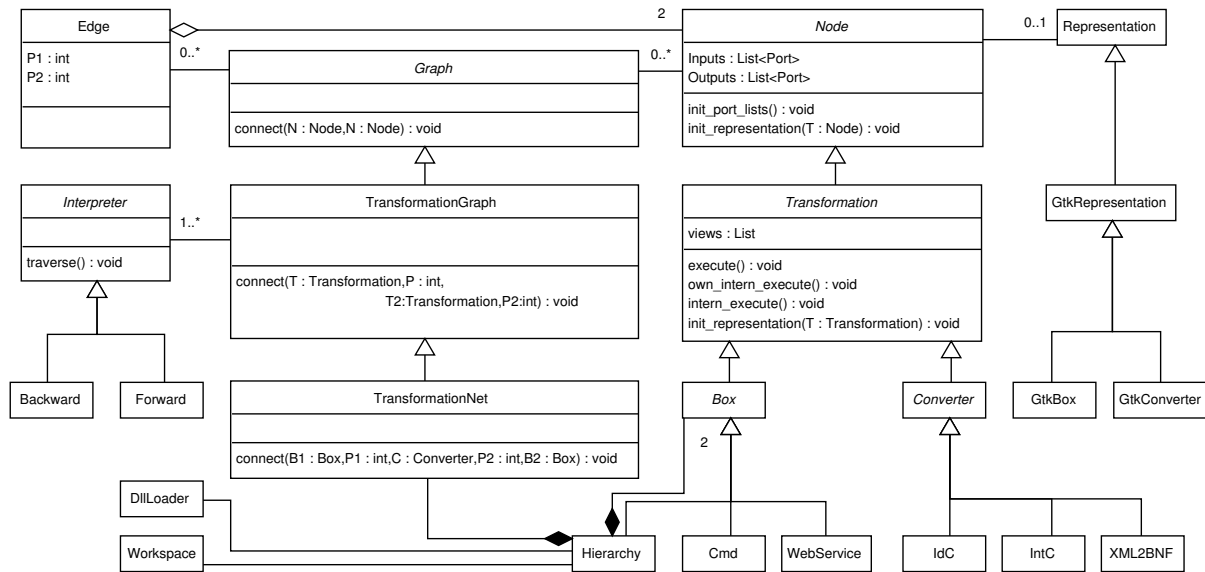 Edge
P1 : int
P2 : int
2
0..*
Graph
connect(N : Node,N : Node) : void
0..*
Node
Inputs : List<Port>
Outputs : List<Port>
init_port_lists() : void
init_representation(T : Node) : void
0..1
Representation
Interpreter
traverse() : void
1..*
TransformationGraph
connect(T : Transformation,P : int,
T2:Transformation,P2:int) : void
Transformation
views : List
execute() : void
own_intern_execute() : void
intern_execute() : void
init_representation(T : Transformation) : void
GtkRepresentation
Backward
Forward
TransformationNet
connect(B1 : Box,P1 : int,C : Converter,P2 : int,B2 : Box) : void
Box
2
Converter
GtkBox
GtkConverter
DllLoader
Workspace
Hierarchy
Cmd
WebService
IdC
IntC
XML2BNF